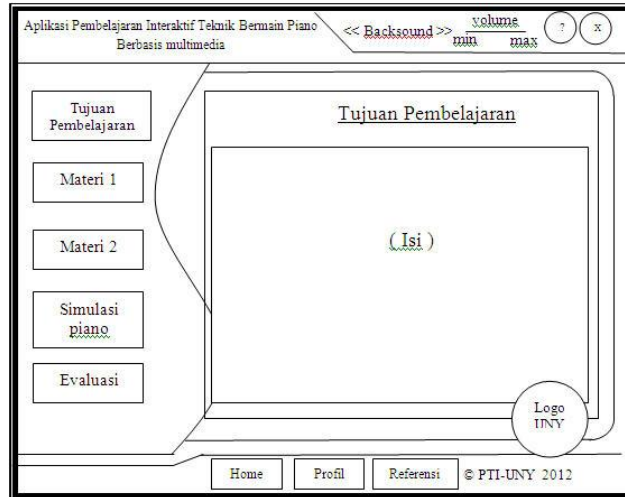 Aplikasi Pembelajaran Interaktif Teknik Bermain Piano
Berbasis multimedia
<< Backsound >>
volume
min max
?
x
Tujuan
Pembelajaran
Materi 1
Materi 2
Simulasi
piano
Evaluasi
Tujuan Pembelajaran
( Isi )
Logo
UNY
Home
Profil
Referensi
© PTI-UNY 2012